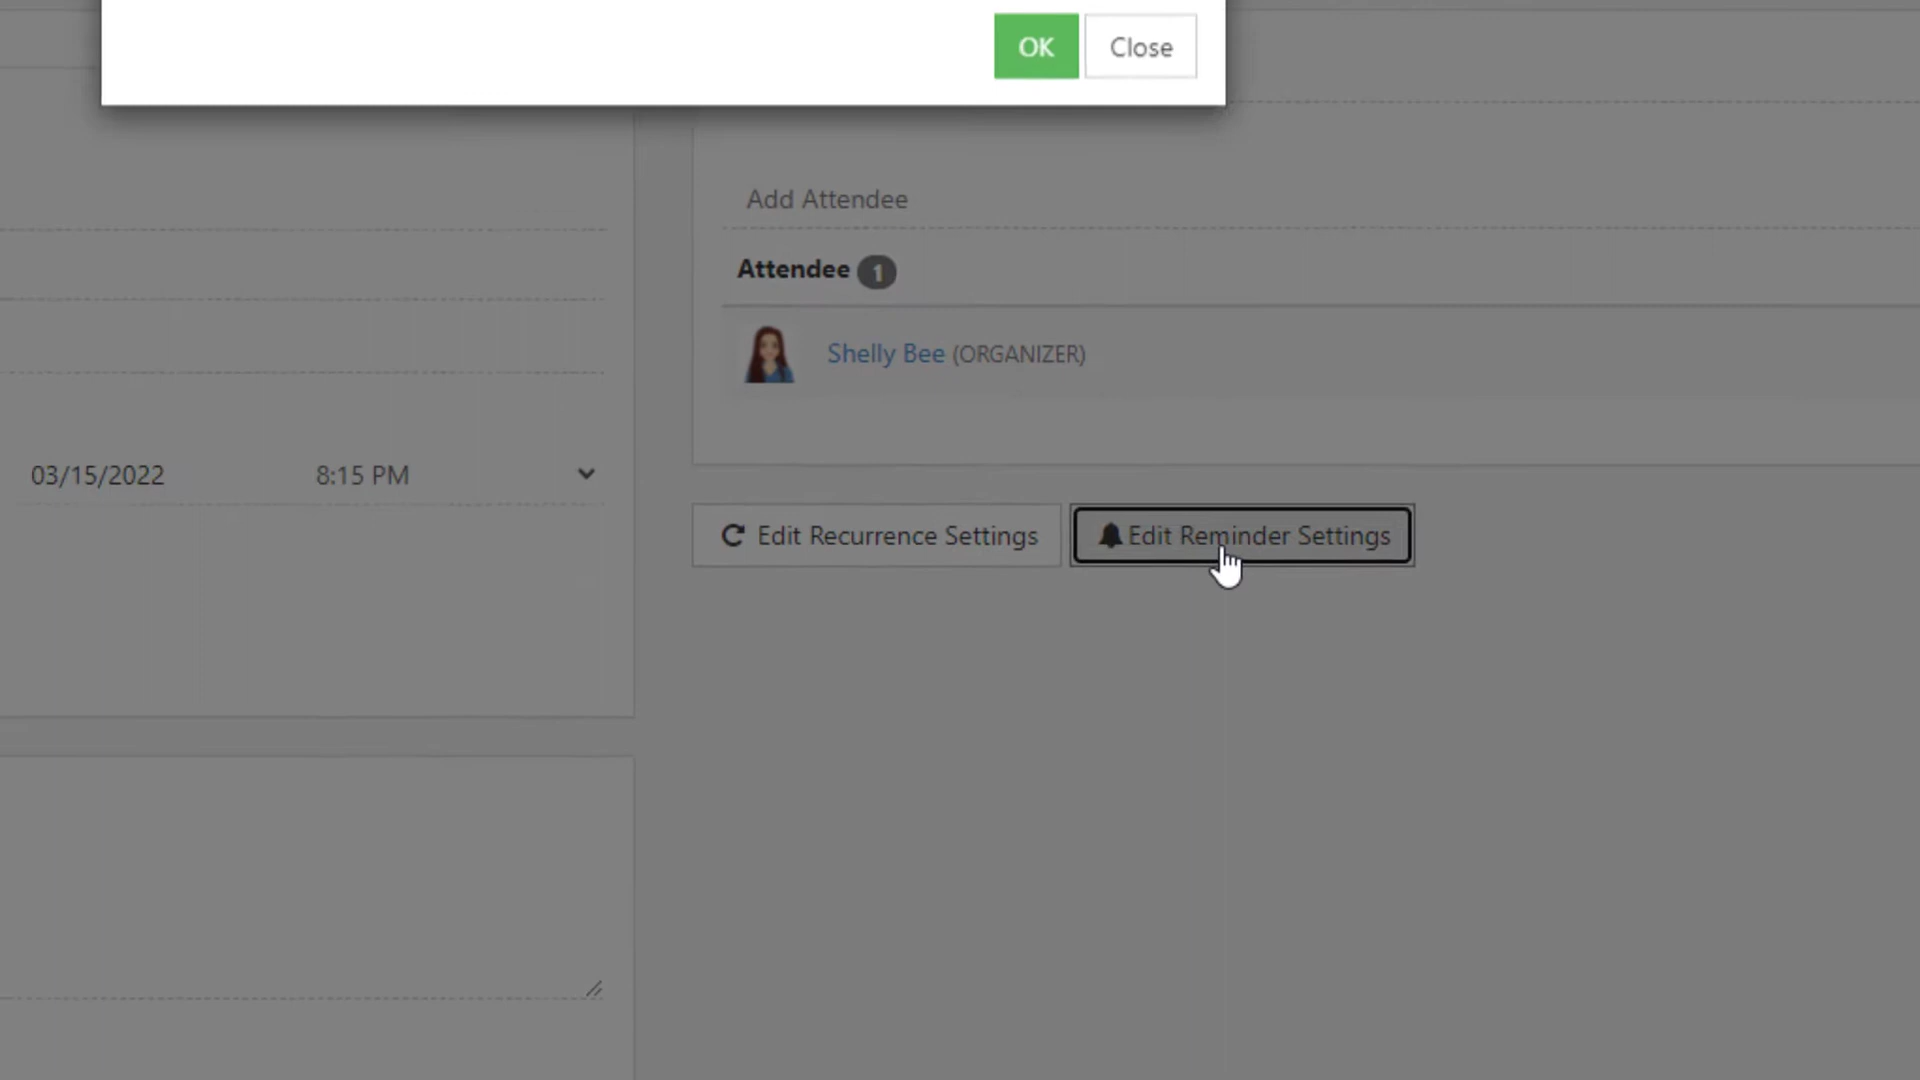 OK Close
Add Attendee
Attendee 1
Shelly Bee (ORGANIZER)
03/15/2022 8:15 PM
Edit Recurrence Settings Edit Reminder Settings